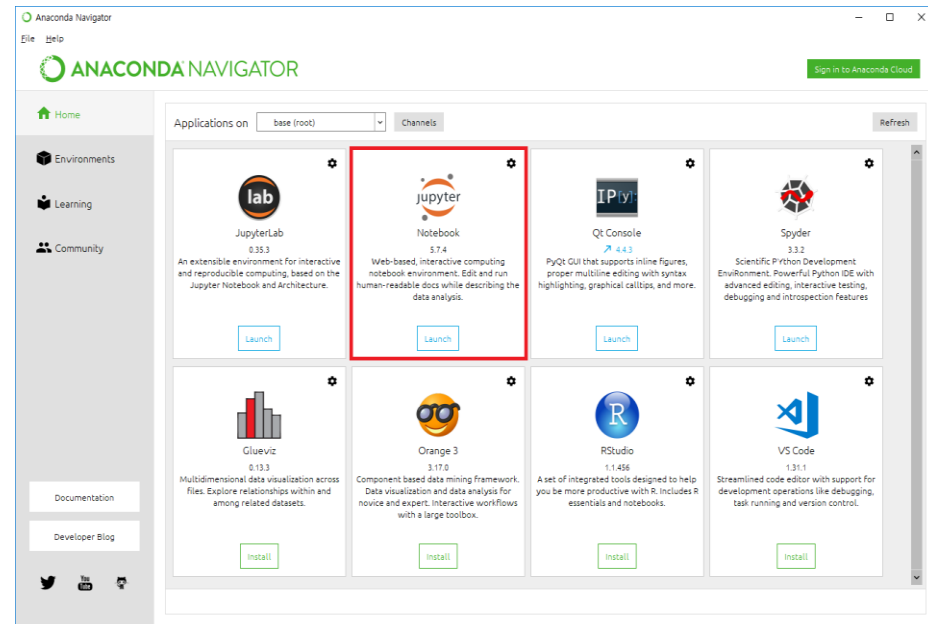 Anaconda Navigator
File Help
ANACONDA NAVIGATOR
Sign in to Anaconda Cloud
Home
Environments
Learning
Community
Documentation
Developer Blog
You
Tube
Applications on base (root) Channels Refresh
lab
JupyterLab
0.35.3
An extensible environment for interactive
and reproducible computing, based on the
Jupyter Notebook and Architecture.
Launch
jupyter
Notebook
5.7.4
Web-based, interactive computing
notebook environment. Edit and run
human-readable docs while describing the
data analysis.
Launch
IP[y]:
Qt Console
4.4.3
PyQt GUI that supports inline figures,
proper multiline editing with syntax
highlighting, graphical calltips, and more.
Launch
Spyder
3.3.2
Scientific PYthon Development
EnviRonment. Powerful Python IDE with
advanced editing, interactive testing,
debugging and introspection features
Launch
Glueviz
0.13.3
Multidimensional data visualization across
files. Explore relationships within and
among related datasets.
Install
Orange 3
3.17.0
Component based data mining framework.
Data visualization and data analysis for
novice and expert. Interactive workflows
with a large toolbox.
Install
R
RStudio
1.1.456
A set of integrated tools designed to help
you be more productive with R. Includes R
essentials and notebooks.
Install
VS Code
1.31.1
Streamlined code editor with support for
development operations like debugging,
task running and version control.
Install